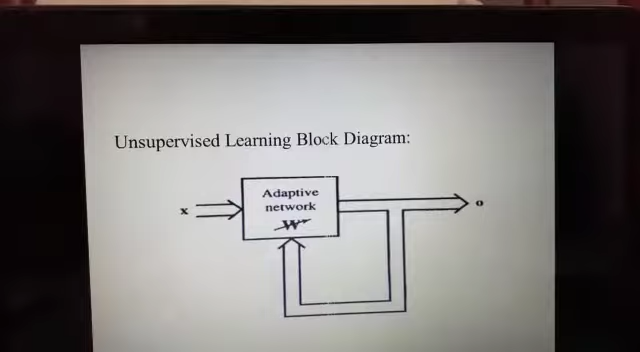 Unsupervised Learning Block Diagram:
Adaptive
network
W
x
o